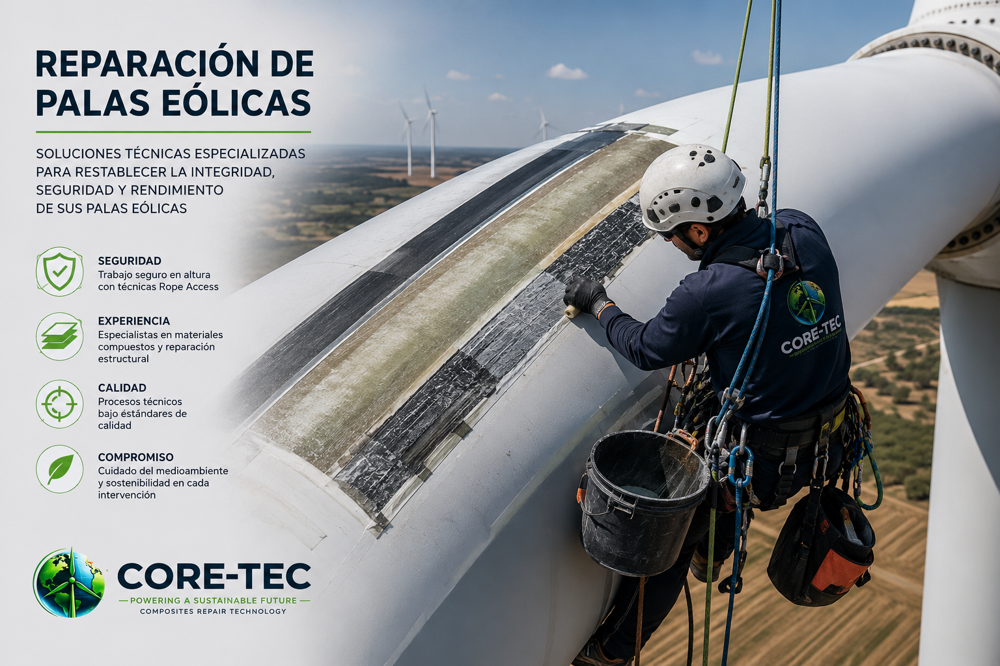 REPARACIÓN DE
PALAS EÓLICAS
SOLUCIONES TÉCNICAS ESPECIALIZADAS
PARA RESTABLECER LA INTEGRIDAD,
SEGURIDAD Y RENDIMIENTO
DE SUS PALAS EÓLICAS
SEGURIDAD
Trabajo seguro en altura
con técnicas Rope Access
EXPERIENCIA
Especialistas en materiales
compuestos y reparación
estructural
CALIDAD
Procesos técnicos
bajo éstándares de
calidad
COMPROMISO
Cuidado del medioambiente
y sostenibilidad en cada
intervención
CORE-TEC
POWERING A SUSTAINABLE FUTURE
COMPOSITES REPAIR TECHNOLOGY
CORE-TEC